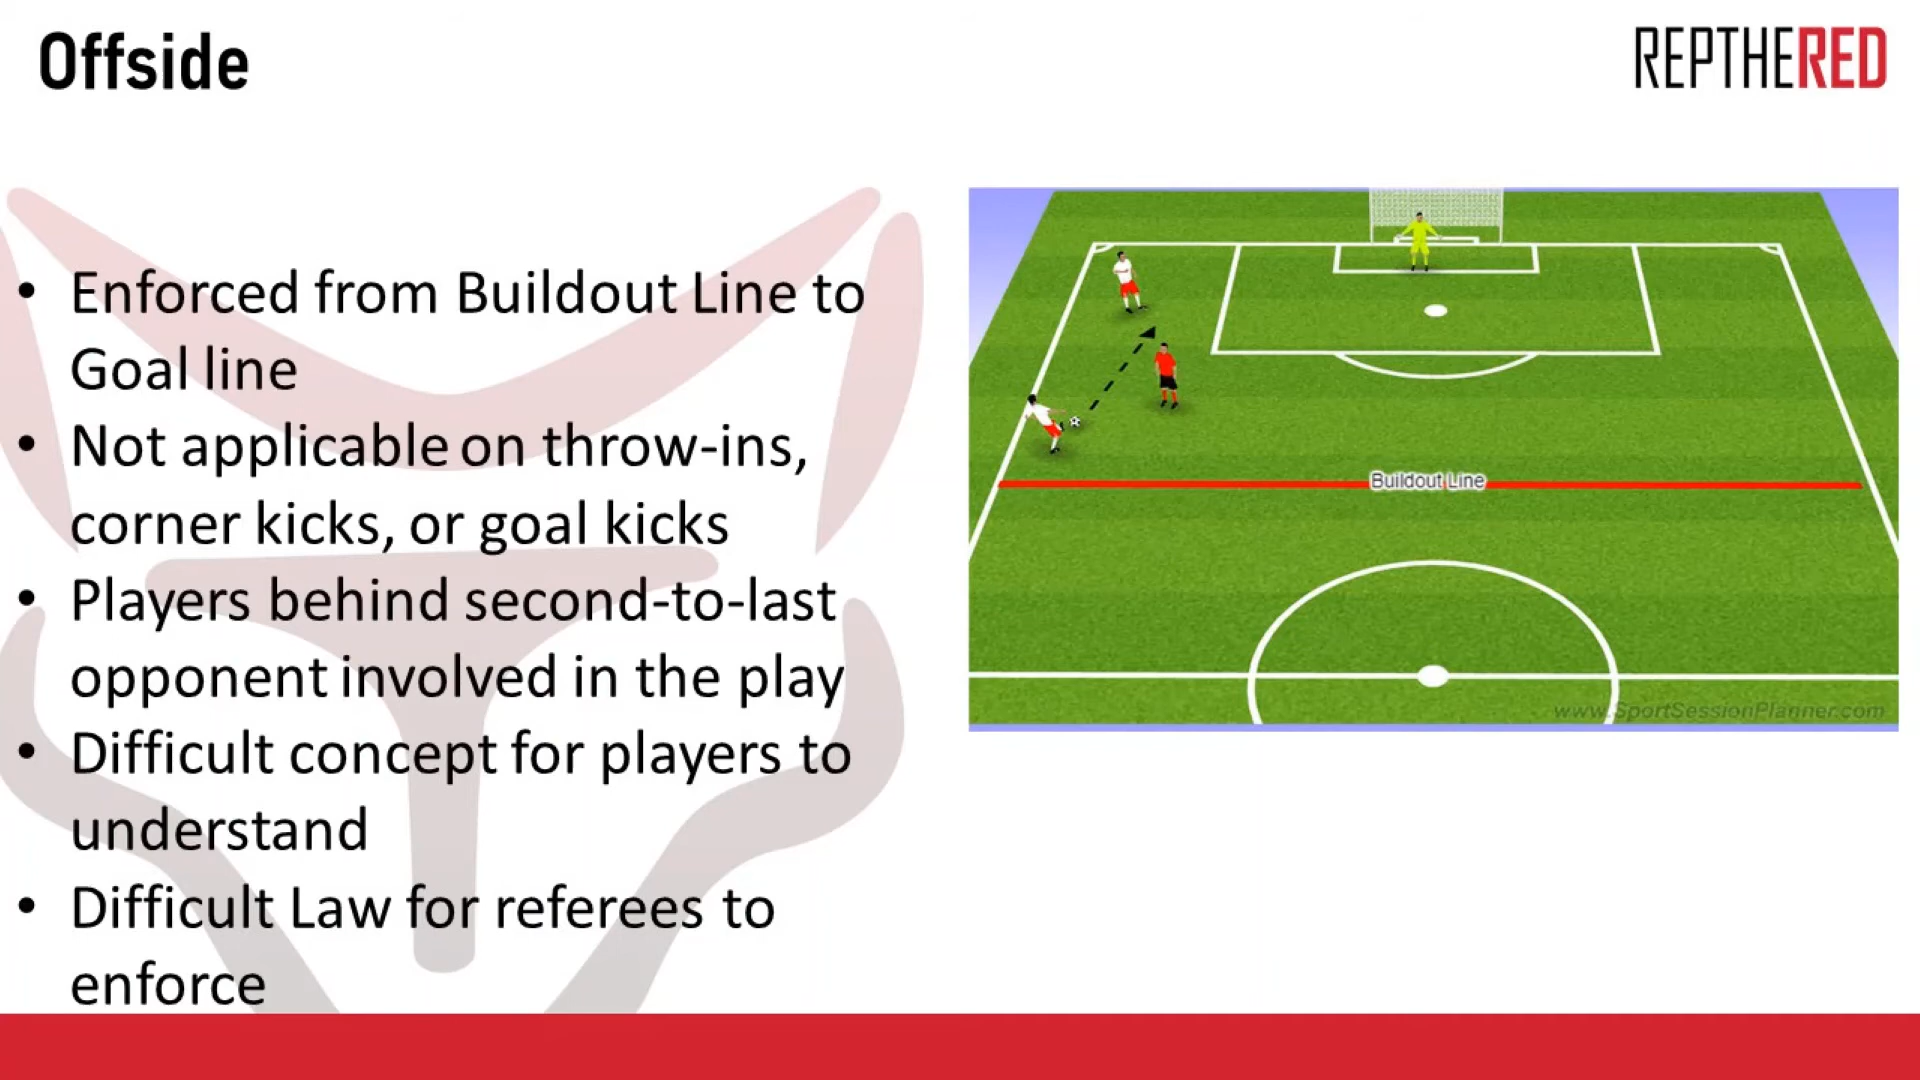 Offside
REPTHERED
• Enforced from Buildout Line to
Goal line
• Not applicable on throw-ins,
corner kicks, or goal kicks
• Players behind second-to-last
opponent involved in the play
• Difficult concept for players to
understand
• Difficult Law for referees to
enforce
Buildout Line
www.SportSessionPlanner.com